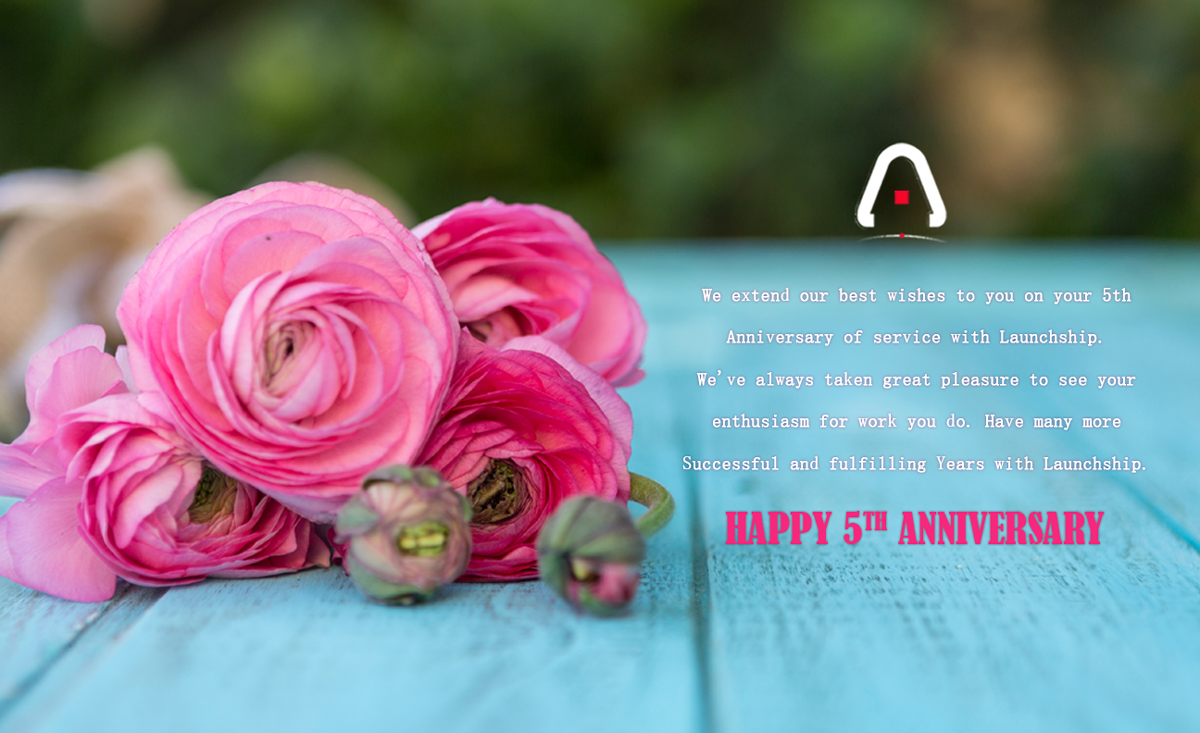 We extend our best wishes to you on your 5th
Anniversary of service with Launchship.
We've always taken great pleasure to see your
enthusiasm for work you do. Have many more
Successful and fulfilling Years with Launchship.
HAPPY 5TH ANNIVERSARY